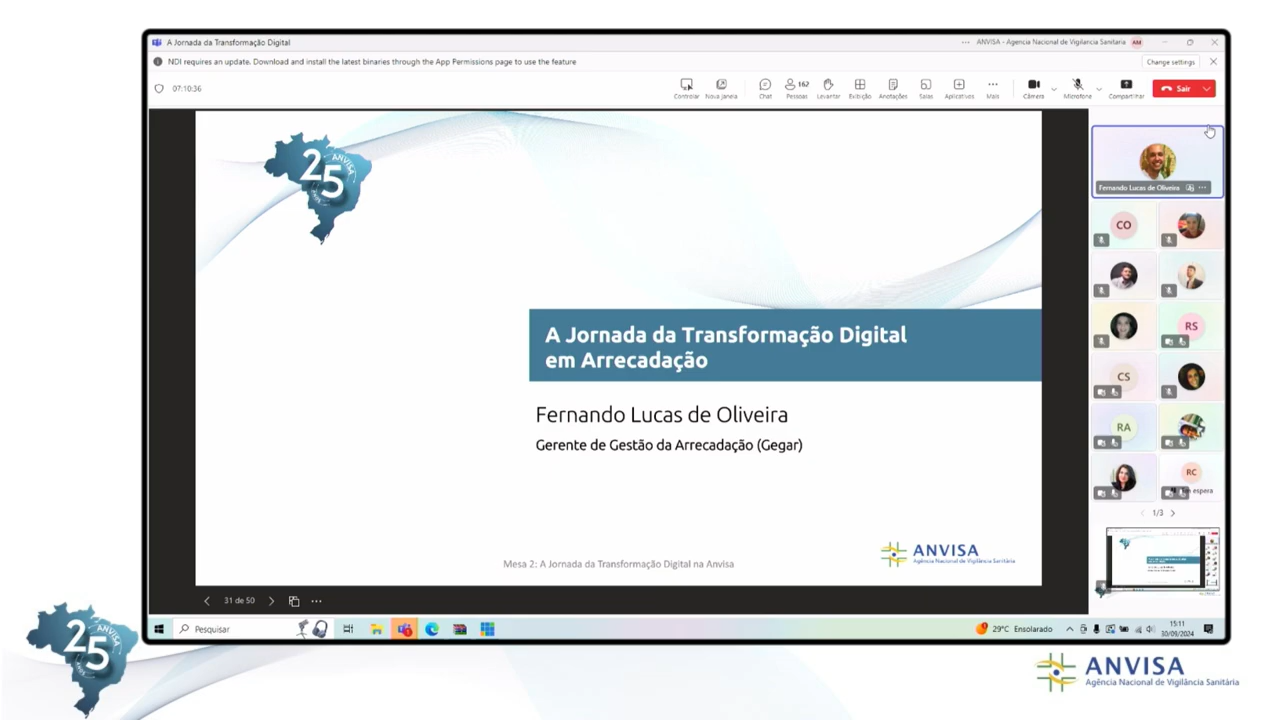 A Jornada da Transformação Digital
ANVISA - Agencia Nacional de Vigilancia Sanitaria
AM
NDI requires an update. Download and install the latest binaries through the App Permissions page to use the feature
Change settings
07:10:36
Controlar
Nova janela
Chat
162
Pessoas
Levantar
Exibição
Anotações
Salas
Aplicativos
Mais
Câmera
Microfone
Compartilhar
Sair
25
ANVISA
A Jornada da Transformação Digital
em Arrecadação
Fernando Lucas de Oliveira
Gerente de Gestão da Arrecadação (Gegar)
Mesa 2: A Jornada da Transformação Digital na Anvisa
ANVISA
Agência Nacional de Vigilância Sanitária
Fernando Lucas de Oliveira
CO
RS
CS
RA
RC
espera
1/3
31 de 50
Pesquisar
29°C Ensolarado
15:11
30/09/2024
25
ANVISA
ANVISA
Agência Nacional de Vigilância Sanitária